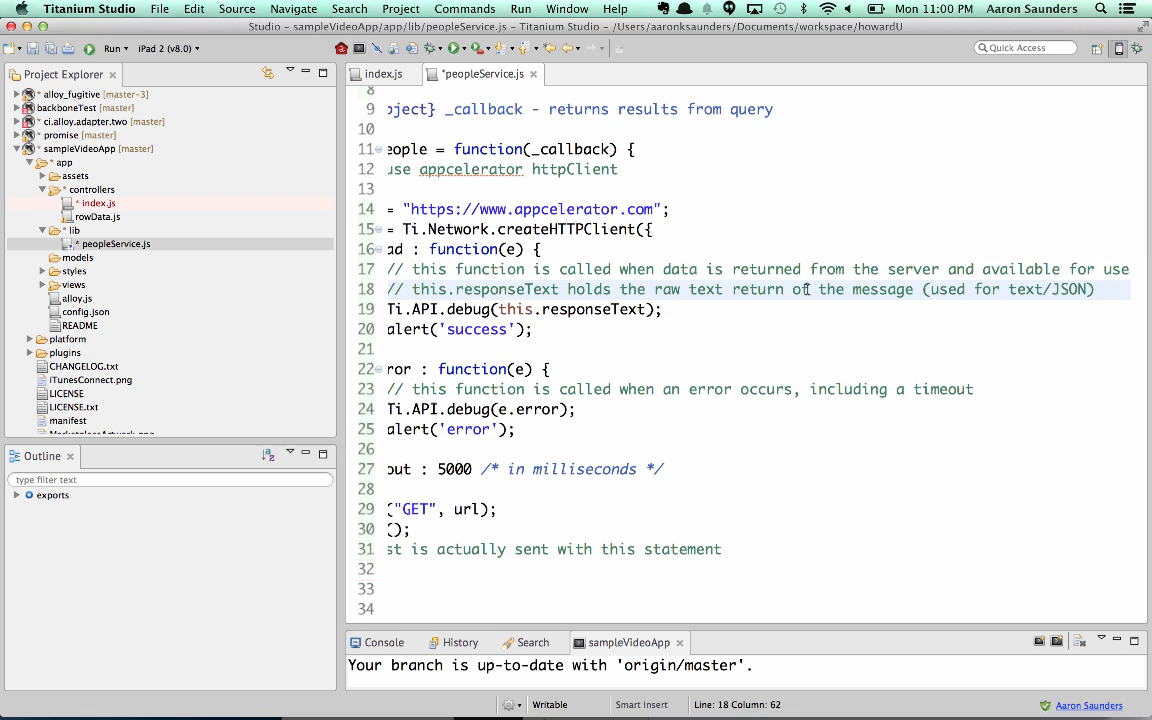 Titanium Studio File Edit Source Navigate Search Project Commands Run Window Help Mon 11:00 PM Aaron Saunders
Studio - sampleVideoApp/app/lib/peopleService.js - Titanium Studio - /Users/aaronksaunders/Documents/workspace/howardU
Run iPad 2 (v8.0) Quick Access
Project Explorer
alloy_fugitive [master-3]
backboneTest [master]
ci.alloy.adapter.two [master]
promise [master]
sampleVideoApp [master]
app
assets
controllers
index.js
rowData.js
lib
peopleService.js
models
styles
views
alloy.js
config.json
README
platform
plugins
CHANGELOG.txt
iTunesConnect.png
LICENSE
LICENSE.txt
manifest
MarketplaceArtwork.png
Outline
type filter text
exports
index.js *peopleService.js
8
9 bject} _callback - returns results from query
10
11 eople = function(_callback) {
12 use appcelerator httpClient
13
14 = "https://www.appcelerator.com";
15 = Ti.Network.createHTTPClient({
16 ad : function(e) {
17 // this function is called when data is returned from the server and available for use
18 // this.responseText holds the raw text return of the message (used for text/JSON)
19 Ti.API.debug(this.responseText);
20 alert('success');
21
22 ror : function(e) {
23 // this function is called when an error occurs, including a timeout
24 Ti.API.debug(e.error);
25 alert('error');
26
27 out : 5000 /* in milliseconds */
28
29 ("GET", url);
30 ();
31 st is actually sent with this statement
32
33
34
Console History Search sampleVideoApp
Your branch is up-to-date with 'origin/master'.
Writable Smart Insert Line: 18 Column: 62 Aaron Saunders